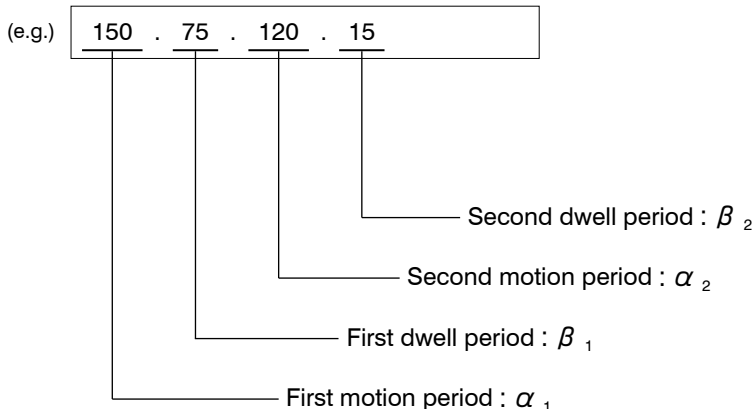 (e.g.) 150 . 75 . 120 . 15
Second dwell period : β 2
Second motion period : α 2
First dwell period : β 1
First motion period : α 1